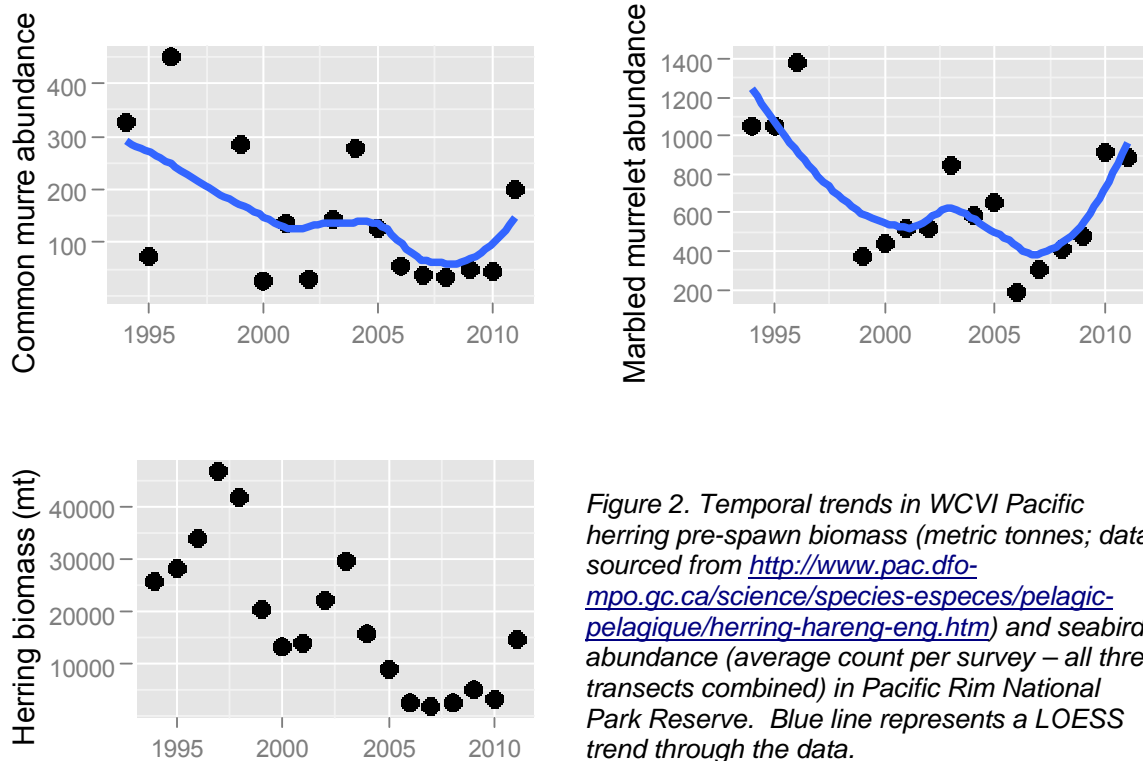 Common murre abundance
400
300
200
100
1995 2000 2005 2010
Marbled murrelet abundance
1400
1200
1000
800
600
400
200
1995 2000 2005 2010
Herring biomass (mt)
40000
30000
20000
10000
1995 2000 2005 2010
Figure 2. Temporal trends in WCVI Pacific
herring pre-spawn biomass (metric tonnes; data
sourced from http://www.pac.dfo-
mpo.gc.ca/science/species-especes/pelagic-
pelagique/herring-hareng-eng.htm) and seabird
abundance (average count per survey – all thre
transects combined) in Pacific Rim National
Park Reserve. Blue line represents a LOESS
trend through the data.